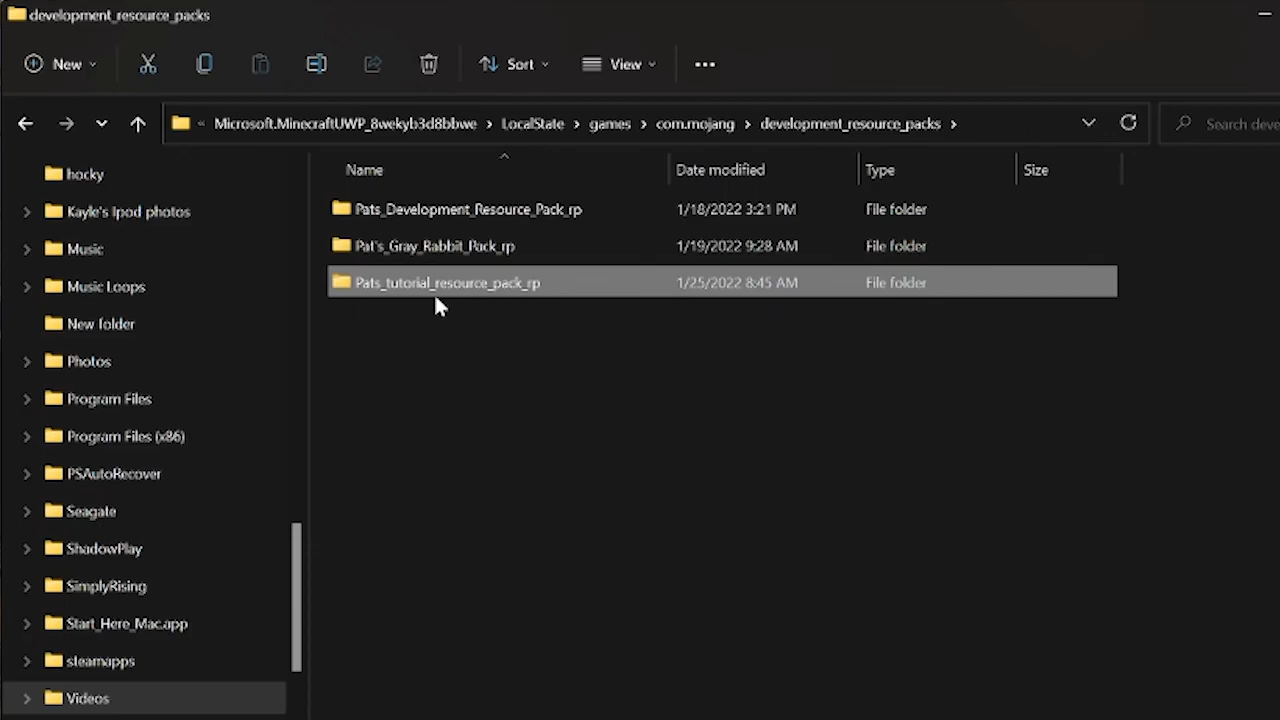 development_resource_packs
New
Sort
View
« Microsoft.MinecraftUWP_8wekyb3d8bbwe > LocalState > games > com.mojang > development_resource_packs >
Search deve
Name Date modified Type Size
Pats_Development_Resource_Pack_rp 1/18/2022 3:21 PM File folder
Pat's_Gray_Rabbit_Pack_rp 1/19/2022 9:28 AM File folder
Pats_tutorial_resource_pack_rp 1/25/2022 8:45 AM File folder
hocky
Kayle's Ipod photos
Music
Music Loops
New folder
Photos
Program Files
Program Files (x86)
PSAutoRecover
Seagate
ShadowPlay
SimplyRising
Start_Here_Mac.app
steamapps
Videos